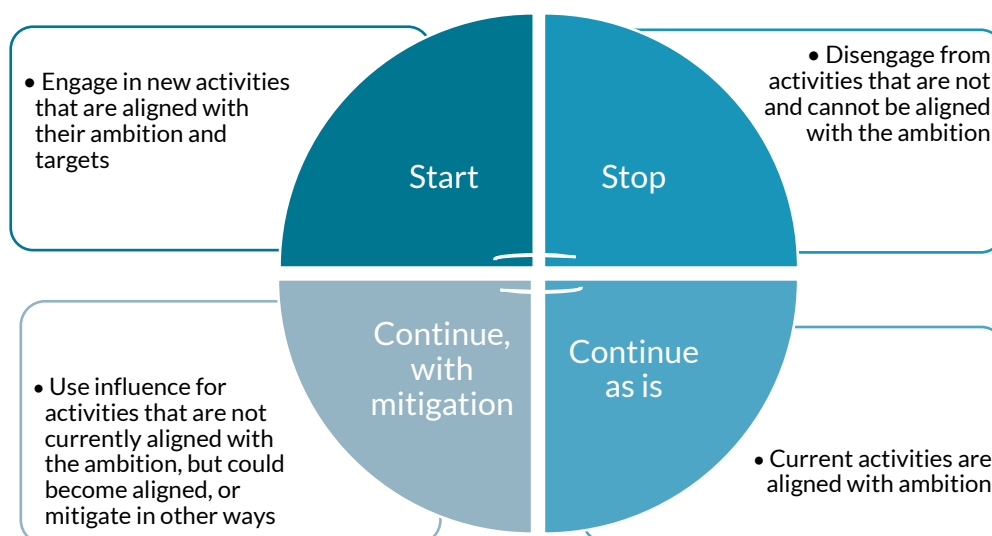 • Engage in new activities
that are aligned with
their ambition and
targets
Start
Stop
• Disengage from
activities that are not
and cannot be aligned
with the ambition
• Use influence for
activities that are not
currently aligned with
the ambition, but could
become aligned, or
mitigate in other ways
Continue,
with
mitigation
Continue
as is
• Current activities are
aligned with ambition